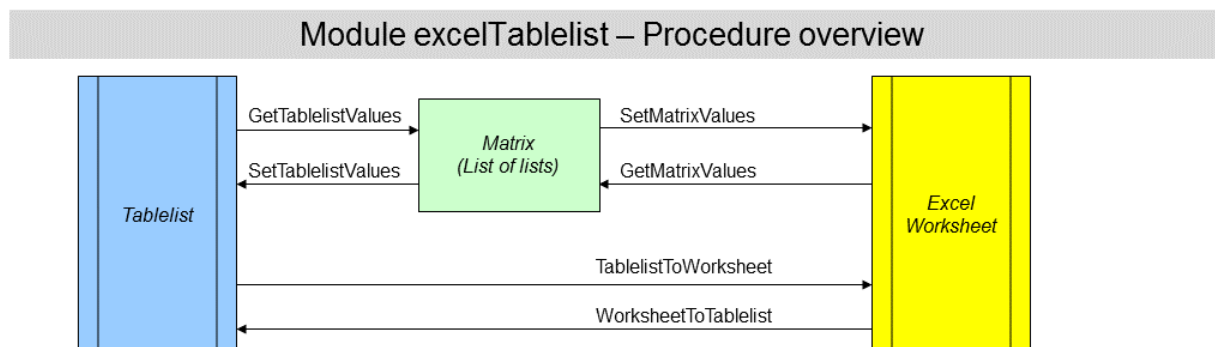 Module excelTablelist – Procedure overview
GetTablelistValues
SetMatrixValues
Matrix
(List of lists)
SetTablelistValues
GetMatrixValues
Tablelist
Excel
Worksheet
TablelistToWorksheet
WorksheetToTablelist